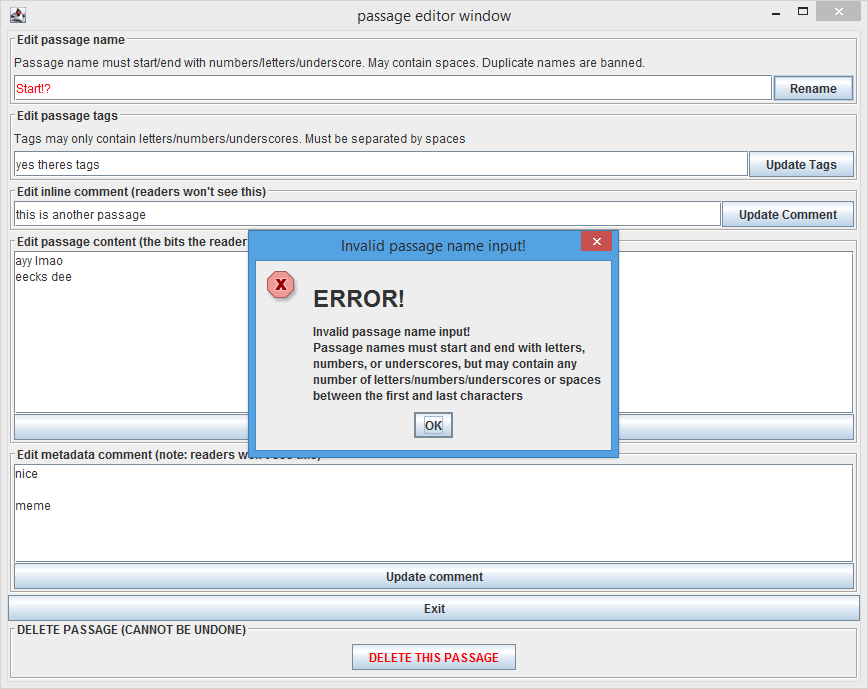 passage editor window
Edit passage name
Passage name must start/end with numbers/letters/underscore. May contain spaces. Duplicate names are banned.
Start!?
Rename
Edit passage tags
Tags may only contain letters/numbers/underscores. Must be separated by spaces
yes theres tags
Update Tags
Edit inline comment (readers won't see this)
this is another passage
Update Comment
Edit passage content (the bits the reader
ayy lmao
eecks dee
Invalid passage name input!
ERROR!
Invalid passage name input!
Passage names must start and end with letters,
numbers, or underscores, but may contain any
number of letters/numbers/underscores or spaces
between the first and last characters
OK
Edit metadata comment (note: readers won't see this)
nice
meme
Update comment
Exit
DELETE PASSAGE (CANNOT BE UNDONE)
DELETE THIS PASSAGE